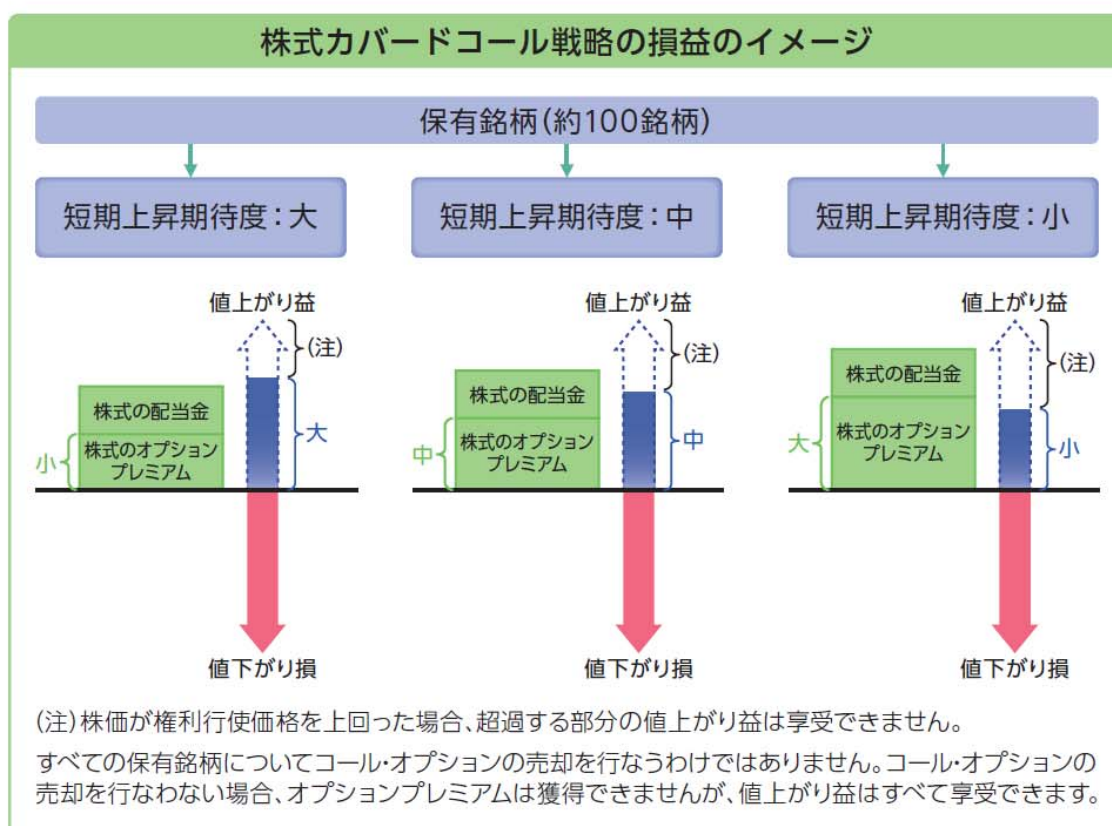 株式カバードコール戦略の損益のイメージ
保有銘柄(約100銘柄)
短期上昇期待度:大
短期上昇期待度:中
短期上昇期待度:小
値上がり益
(注)
株式の配当金
株式のオプション
プレミアム
小
大
値下がり損
値上がり益
(注)
株式の配当金
株式のオプション
プレミアム
中
中
値下がり損
値上がり益
(注)
株式の配当金
株式のオプション
プレミアム
大
小
値下がり損
(注)株価が権利行使価格を上回った場合、超過する部分の値上がり益は享受できません。
すべての保有銘柄についてコール・オプションの売却を行なうわけではありません。コール・オプションの
売却を行なわない場合、オプションプレミアムは獲得できませんが、値上がり益はすべて享受できます。